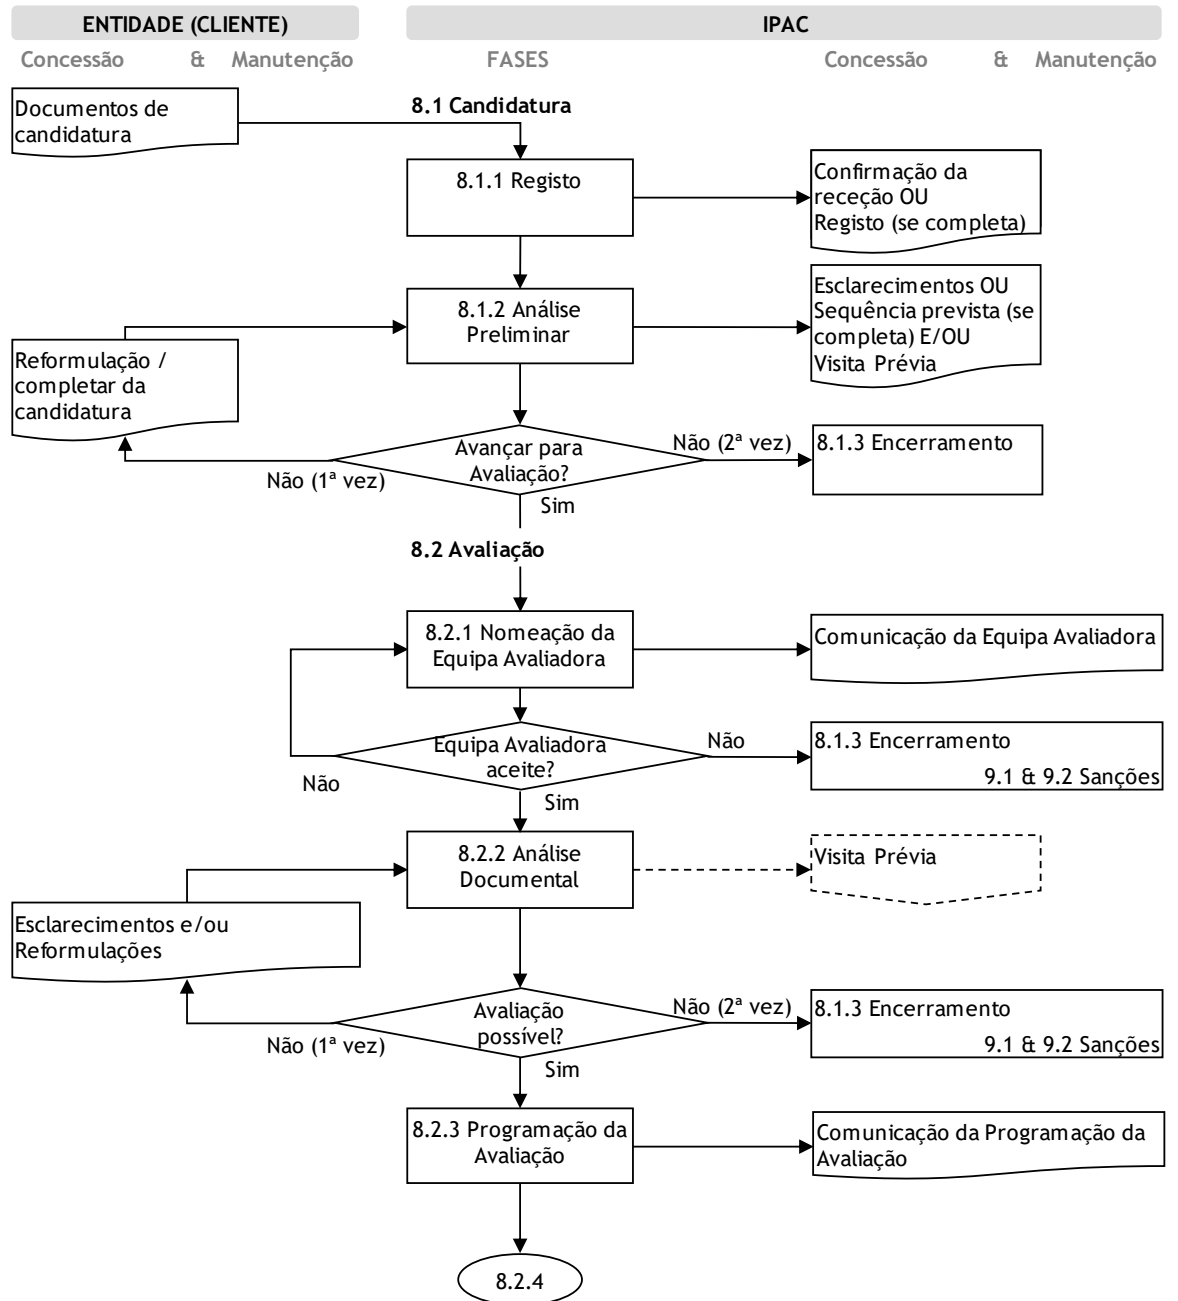 ENTIDADE (CLIENTE)
IPAC
Concessão & Manutenção
FASES
Concessão & Manutenção
Documentos de
candidatura
8.1 Candidatura
8.1.1 Registo
Confirmação da
receção OU
Registo (se completa)
8.1.2 Análise
Preliminar
Esclarecimentos OU
Sequência prevista (se
completa) E/OU
Visita Prévia
Reformulação /
completar da
candidatura
Avançar para
Avaliação?
Não (1ª vez)
Não (2ª vez)
8.1.3 Encerramento
Sim
8.2 Avaliação
8.2.1 Nomeação da
Equipa Avaliadora
Comunicação da Equipa Avaliadora
Equipa Avaliadora
aceite?
Não
Não
8.1.3 Encerramento
9.1 & 9.2 Sanções
Sim
8.2.2 Análise
Documental
Visita Prévia
Esclarecimentos e/ou
Reformulações
Avaliação
possível?
Não (1ª vez)
Não (2ª vez)
8.1.3 Encerramento
9.1 & 9.2 Sanções
Sim
8.2.3 Programação da
Avaliação
Comunicação da Programação da
Avaliação
8.2.4